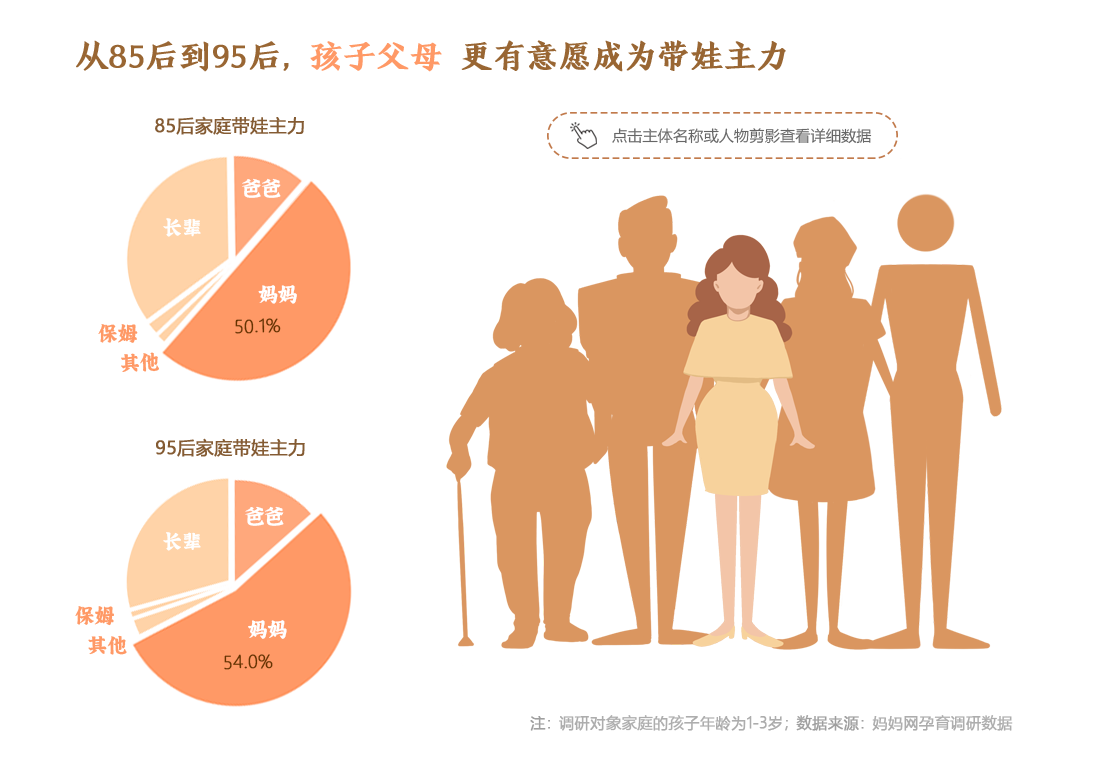 从85后到95后，孩子父母 更有意愿成为带娃主力
85后家庭带娃主力
点击主体名称或人物剪影查看详细数据
爸爸
长辈
妈妈
50.1%
保姆
其他
95后家庭带娃主力
爸爸
长辈
保姆
妈妈
其他
54.0%
注：调研对象家庭的孩子年龄为1-3岁；数据来源：妈妈网孕育调研数据